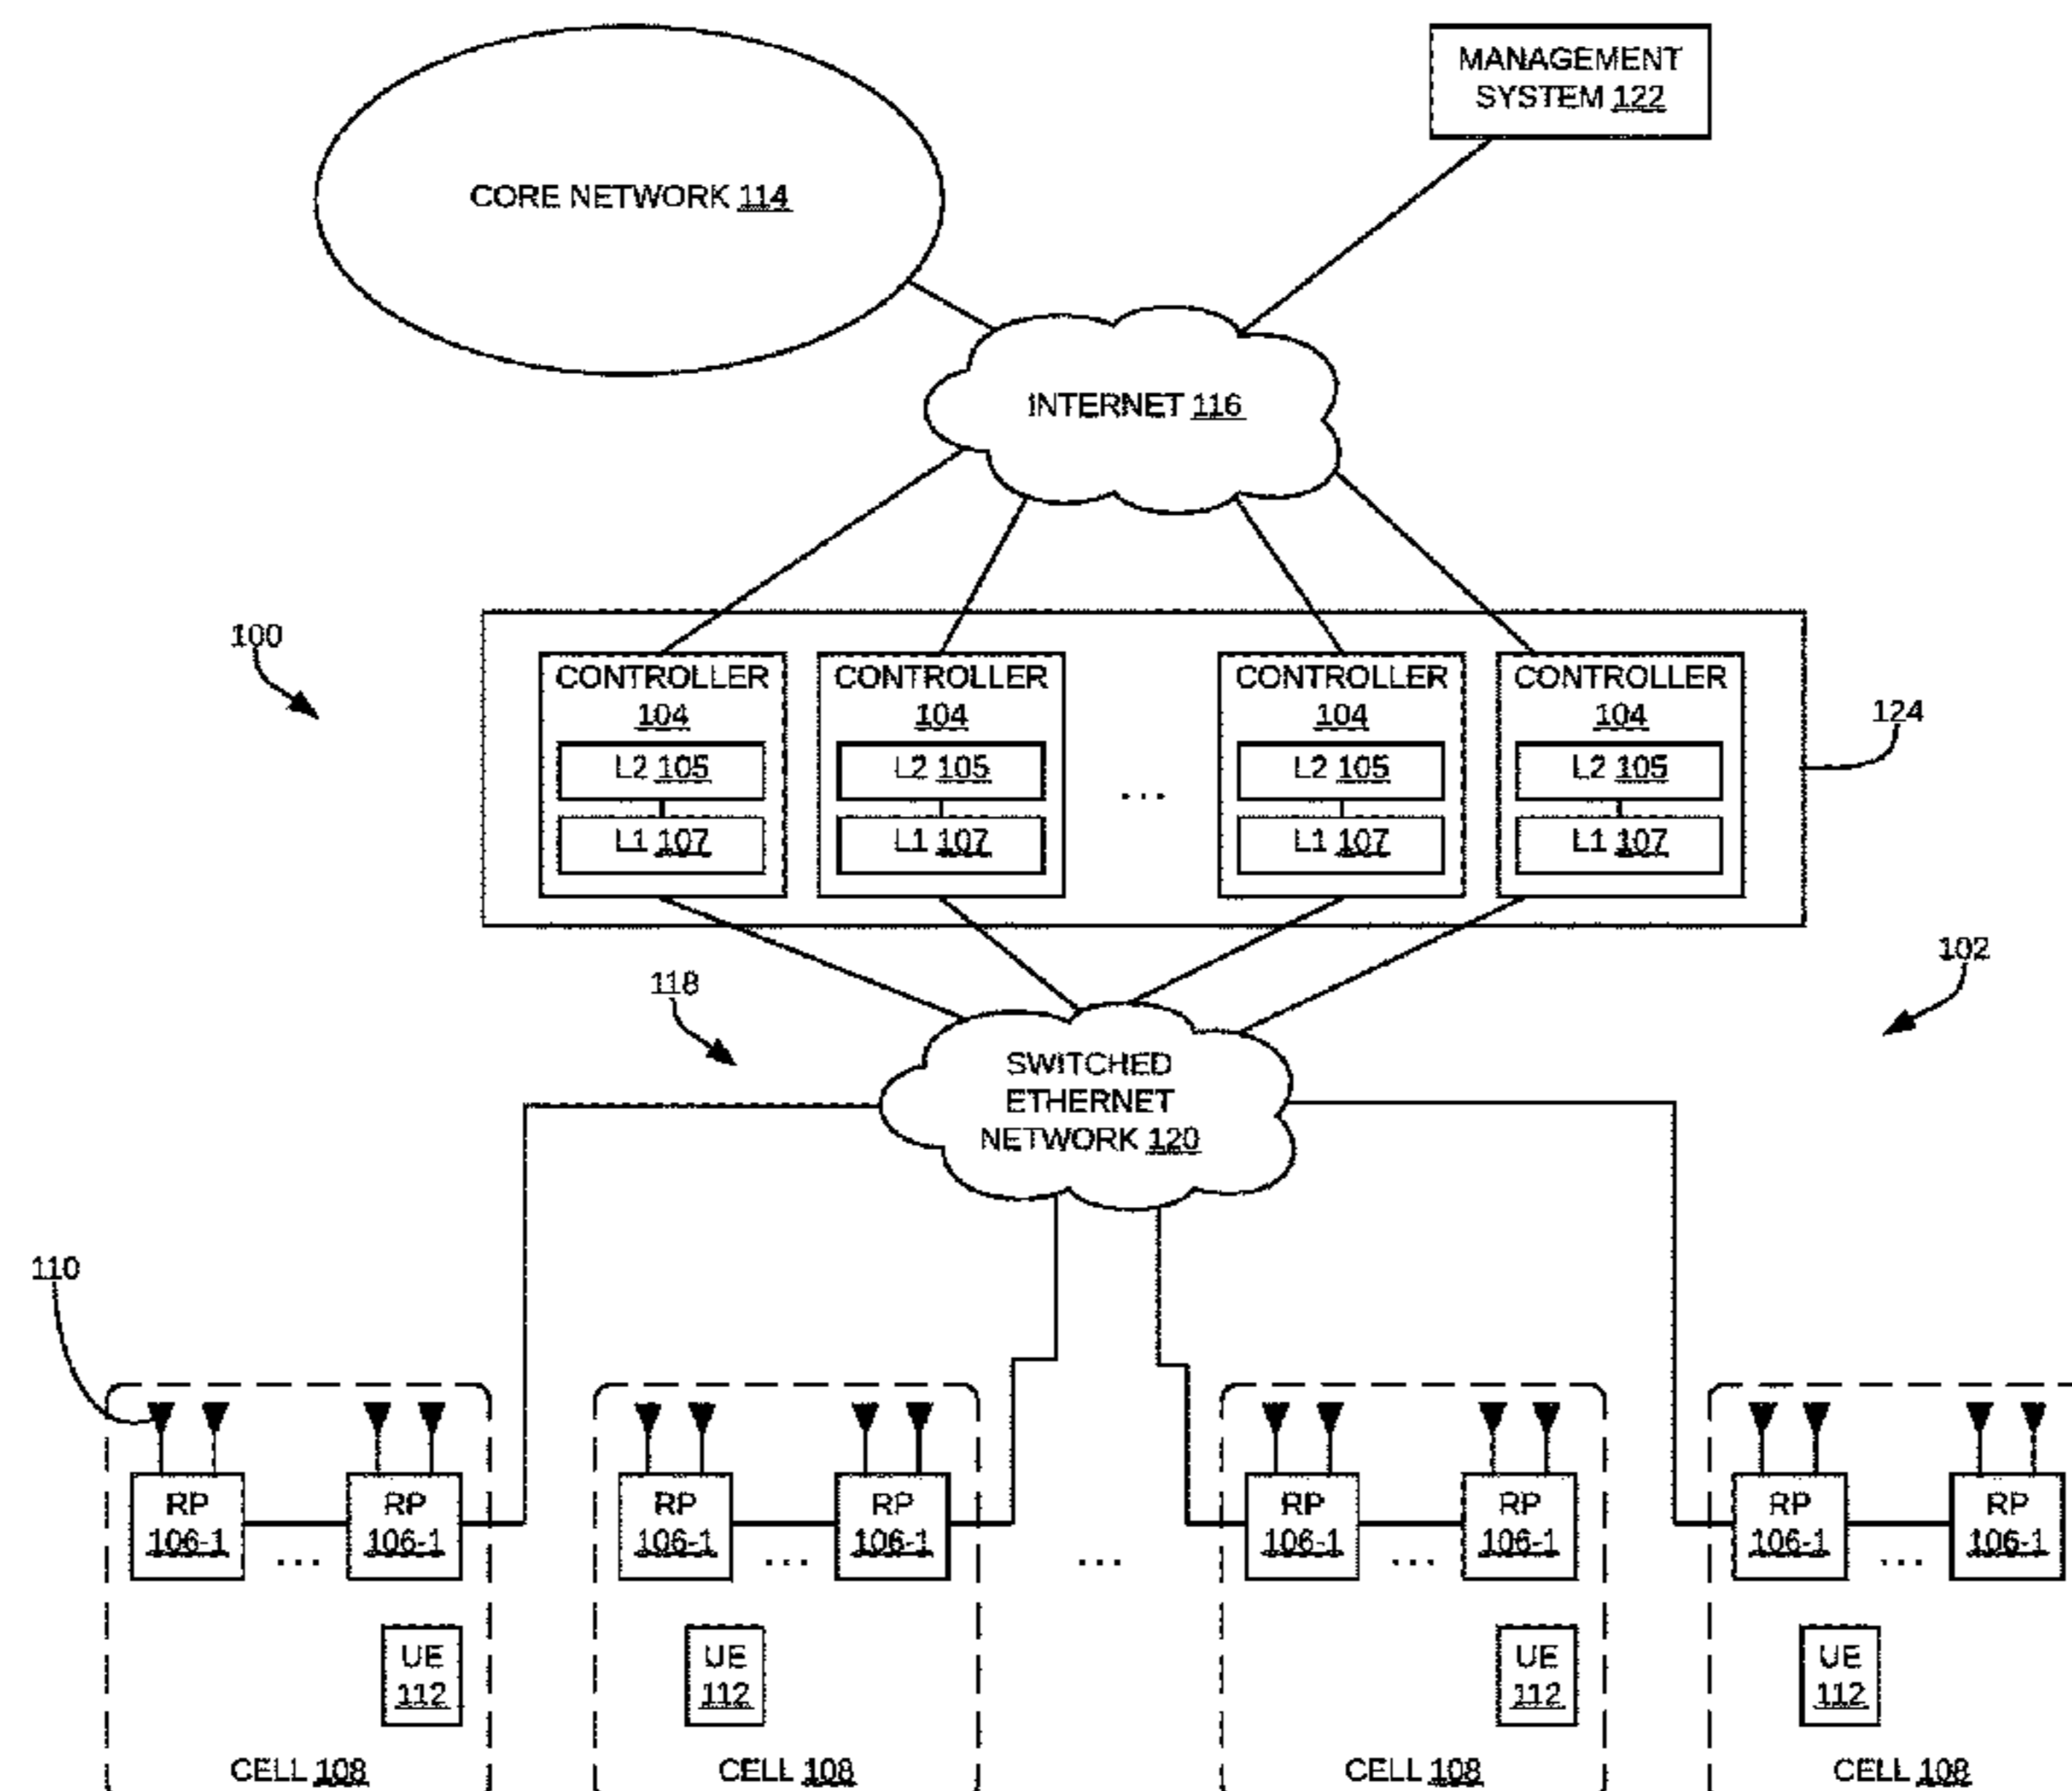 MANAGEMENT
SYSTEM 122
CORE NETWORK 114
INTERNET 116
100
CONTROLLER
104
L2 105
L1 107
CONTROLLER
104
L2 105
L1 107
...
CONTROLLER
104
L2 105
L1 107
CONTROLLER
104
L2 105
L1 107
124
102
118
SWITCHED
ETHERNET
NETWORK 120
110
RP
106-1
...
RP
106-1
UE
112
CELL 108
RP
106-1
...
RP
106-1
UE
112
CELL 108
...
RP
106-1
...
RP
106-1
UE
112
CELL 108
RP
106-1
...
RP
106-1
UE
112
CELL 108